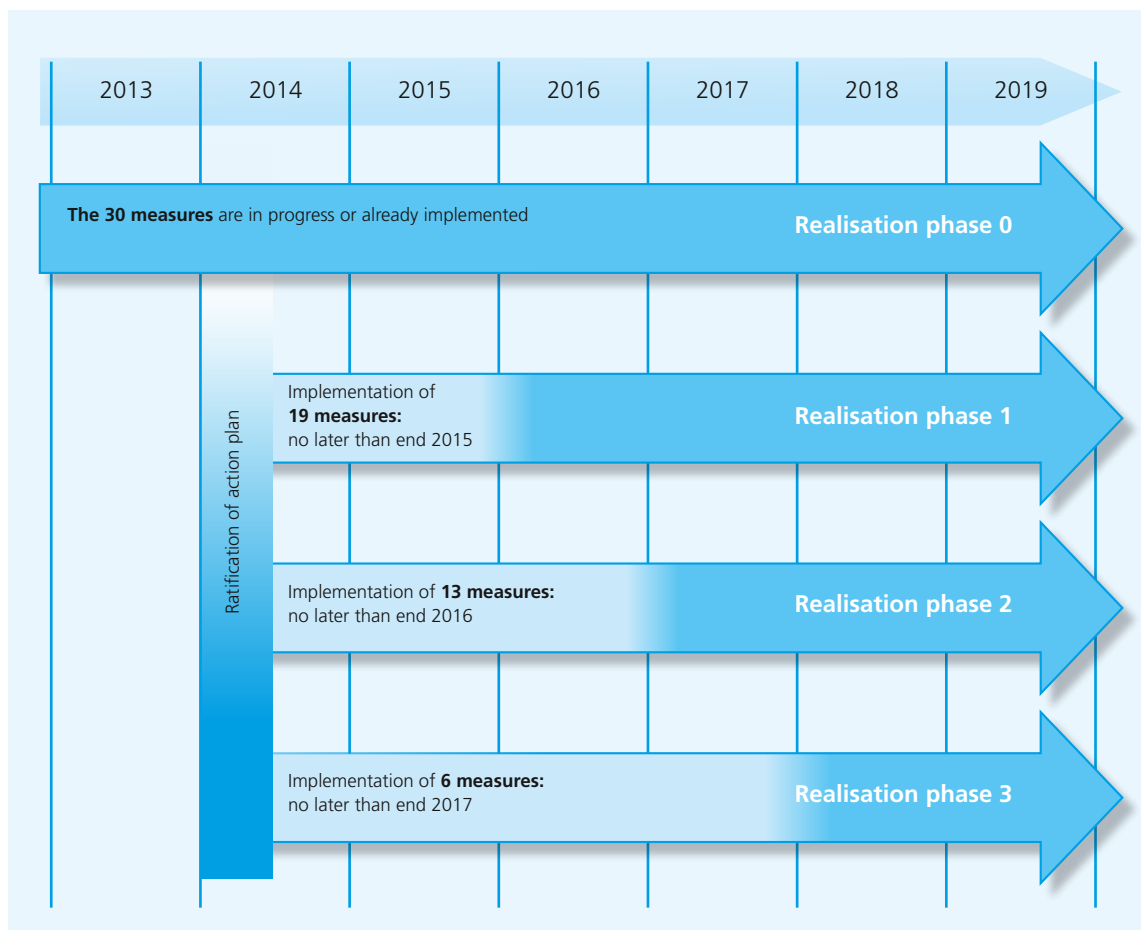 2013 2014 2015 2016 2017 2018 2019
The 30 measures are in progress or already implemented
Realisation phase 0
Ratification of action plan
Implementation of
19 measures:
no later than end 2015
Realisation phase 1
Implementation of 13 measures:
no later than end 2016
Realisation phase 2
Implementation of 6 measures:
no later than end 2017
Realisation phase 3